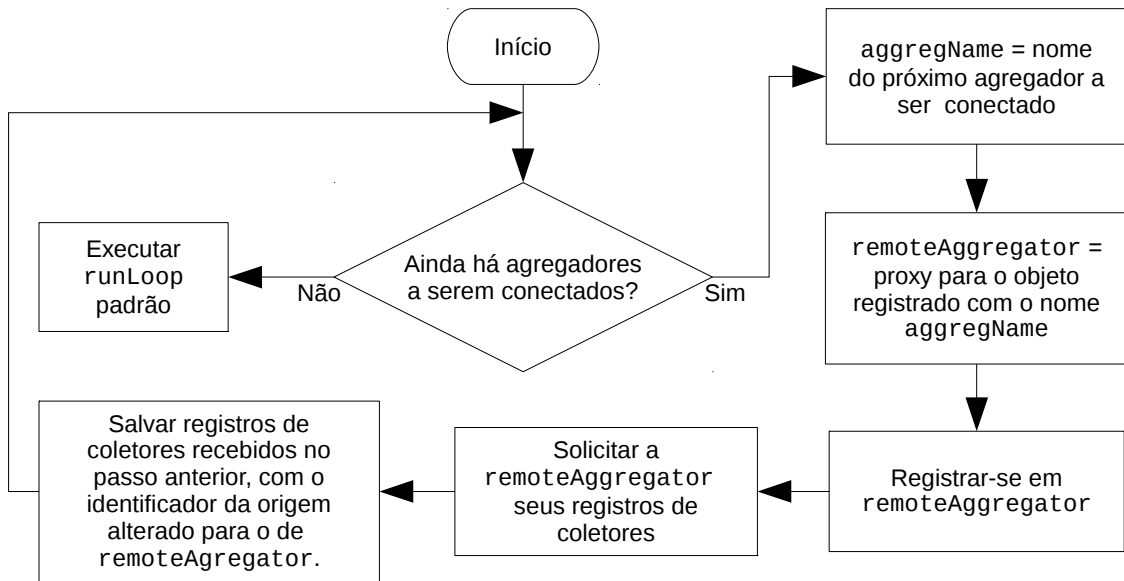 Início
aggregName = nome
do próximo agregador a
ser conectado
remoteAggregator =
proxy para o objeto
registrado com o nome
aggregName
Executar
runLoop
padrão
Não
Ainda há agregadores
a serem conectados?
Sim
Salvar registros de
coletores recebidos no
passo anterior, com o
identificador da origem
alterado para o de
remoteAgregator.
Solicitar a
remoteAggregator
seus registros de
coletores
Registrar-se em
remoteAggregator